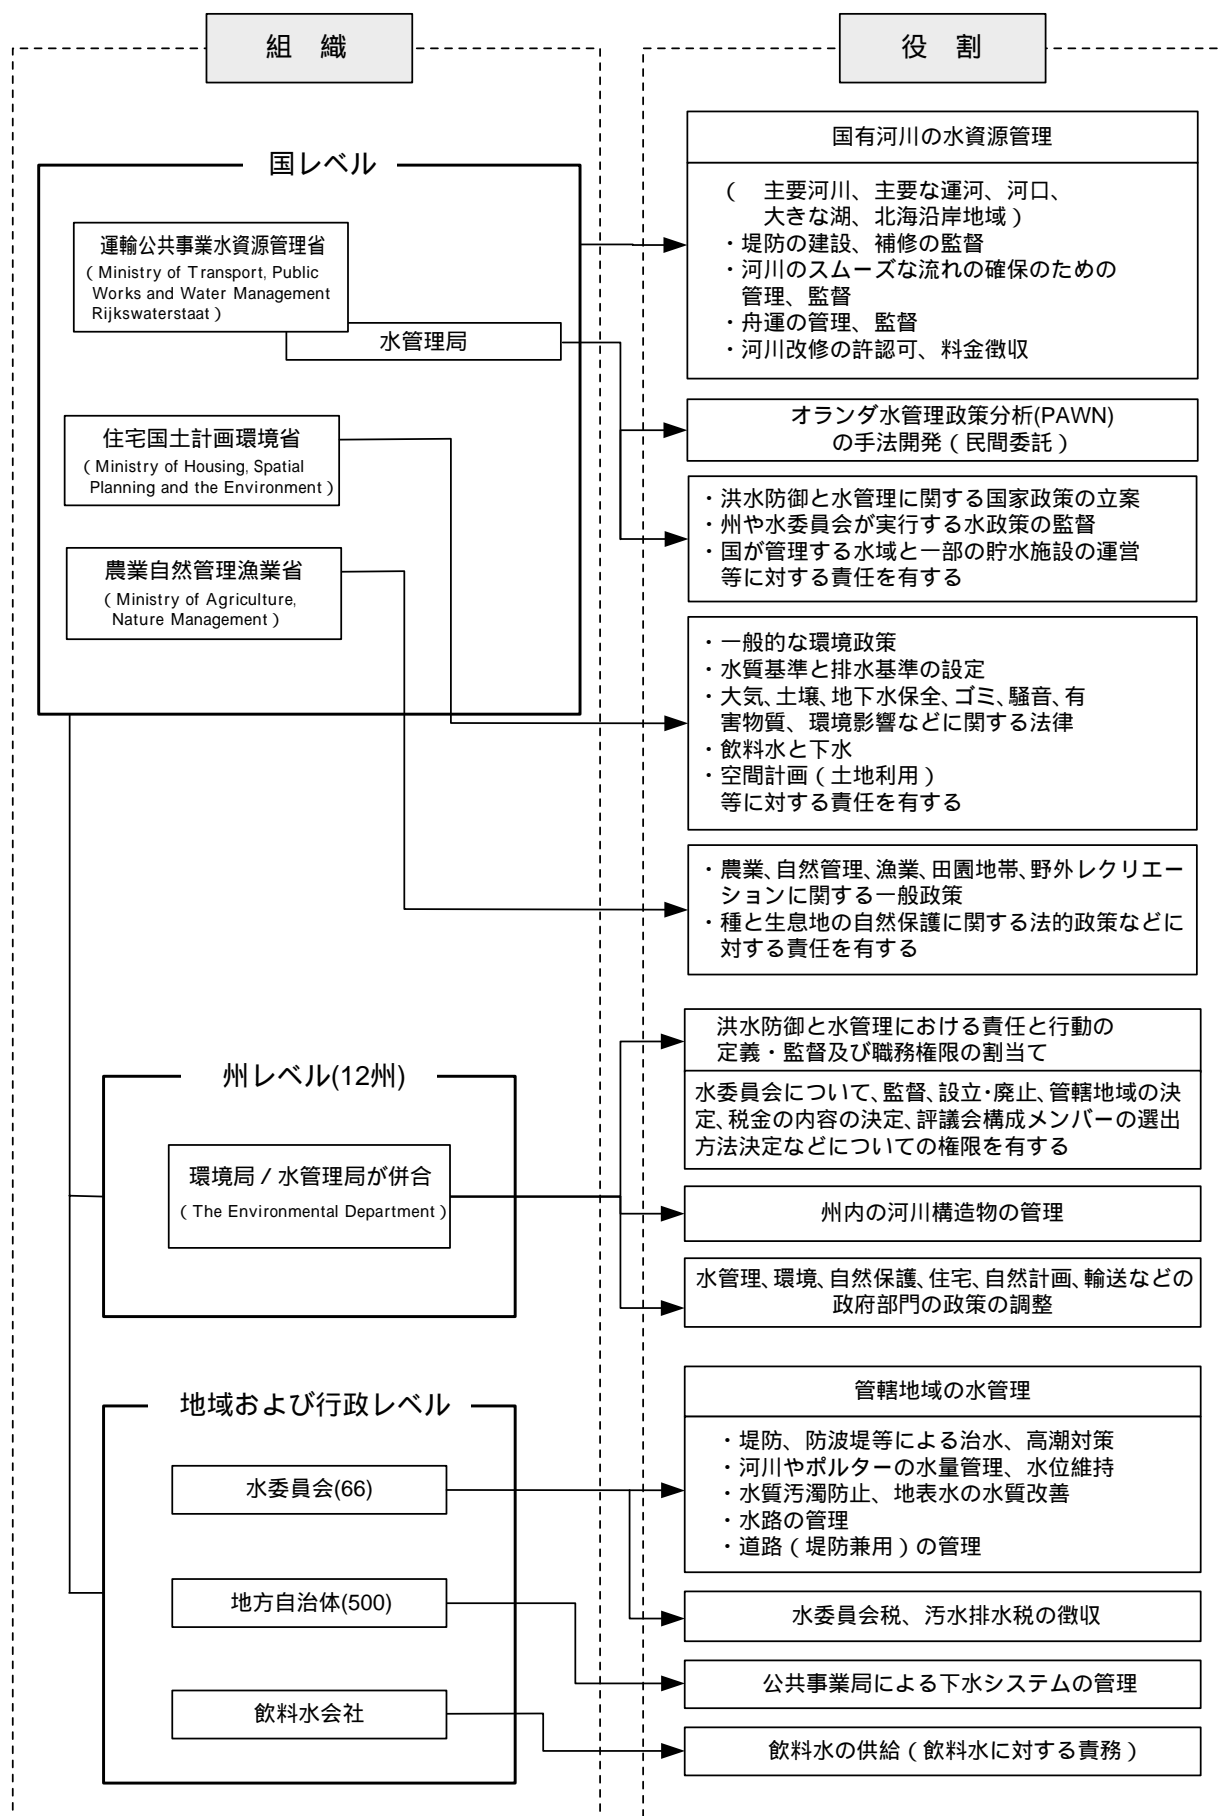 組　織
役　割
国レベル
運輸公共事業水資源管理省
（ Ministry of Transport, Public
Works and Water Management
Rijkswaterstaat ）
水管理局
住宅国土計画環境省
（ Ministry of Housing, Spatial
Planning and the Environment ）
農業自然管理漁業省
（ Ministry of Agriculture,
Nature Management ）
国有河川の水資源管理
（　主要河川、主要な運河、河口、
大きな湖、北海沿岸地域 ）
・堤防の建設、補修の監督
・河川のスムーズな流れの確保のための
管理、監督
・舟運の管理、監督
・河川改修の許認可、料金徴収
オランダ水管理政策分析(PAWN)
の手法開発（民間委託）
・洪水防御と水管理に関する国家政策の立案
・州や水委員会が実行する水政策の監督
・国が管理する水域と一部の貯水施設の運営
等に対する責任を有する
・一般的な環境政策
・水質基準と排水基準の設定
・大気、土壌、地下水保全、ゴミ、騒音、有
害物質、環境影響などに関する法律
・飲料水と下水
・空間計画（土地利用）
等に対する責任を有する
・農業、自然管理、漁業、田園地帯、野外レクリエー
ションに関する一般政策
・種と生息地の自然保護に関する法的政策などに
対する責任を有する
州レベル(12州)
環境局 / 水管理局が併合
（ The Environmental Department ）
洪水防御と水管理における責任と行動の
定義・監督及び職務権限の割当て
水委員会について、監督、設立・廃止、管轄地域の決
定、税金の内容の決定、評議会構成メンバーの選出
方法決定などについての権限を有する
州内の河川構造物の管理
水管理、環境、自然保護、住宅、自然計画、輸送などの
政府部門の政策の調整
地域および行政レベル
水委員会(66)
地方自治体(500)
飲料水会社
管轄地域の水管理
・堤防、防波堤等による治水、高潮対策
・河川やポルターの水量管理、水位維持
・水質汚濁防止、地表水の水質改善
・水路の管理
・道路（堤防兼用）の管理
水委員会税、汚水排水税の徴収
公共事業局による下水システムの管理
飲料水の供給（飲料水に対する責務）